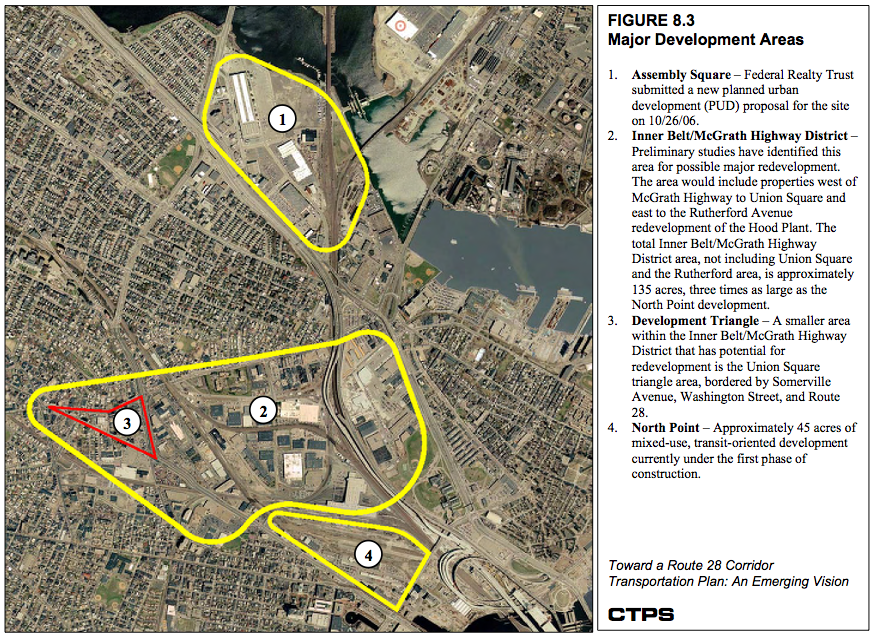 FIGURE 8.3
Major Development Areas
1. Assembly Square – Federal Realty Trust
submitted a new planned urban
development (PUD) proposal for the site
on 10/26/06.
2. Inner Belt/McGrath Highway District –
Preliminary studies have identified this
area for possible major redevelopment.
The area would include properties west of
McGrath Highway to Union Square and
east to the Rutherford Avenue
redevelopment of the Hood Plant. The
total Inner Belt/McGrath Highway
District area, not including Union Square
and the Rutherford area, is approximately
135 acres, three times as large as the
North Point development.
3. Development Triangle – A smaller area
within the Inner Belt/McGrath Highway
District that has potential for
redevelopment is the Union Square
triangle area, bordered by Somerville
Avenue, Washington Street, and Route
28.
4. North Point – Approximately 45 acres of
mixed-use, transit-oriented development
currently under the first phase of
construction.
Toward a Route 28 Corridor
Transportation Plan: An Emerging Vision
CTPS
1
2
3
4